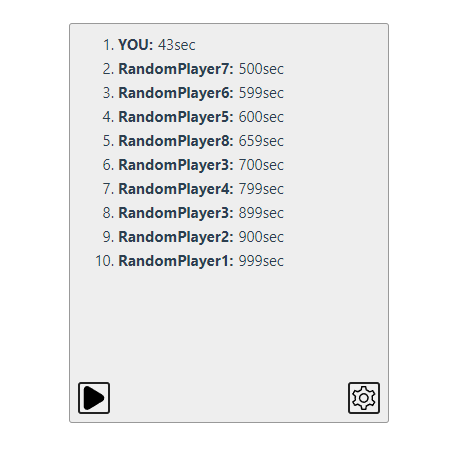 1. YOU: 43sec
2. RandomPlayer7: 500sec
3. RandomPlayer6: 599sec
4. RandomPlayer5: 600sec
5. RandomPlayer8: 659sec
6. RandomPlayer3: 700sec
7. RandomPlayer4: 799sec
8. RandomPlayer3: 899sec
9. RandomPlayer2: 900sec
10. RandomPlayer1: 999sec